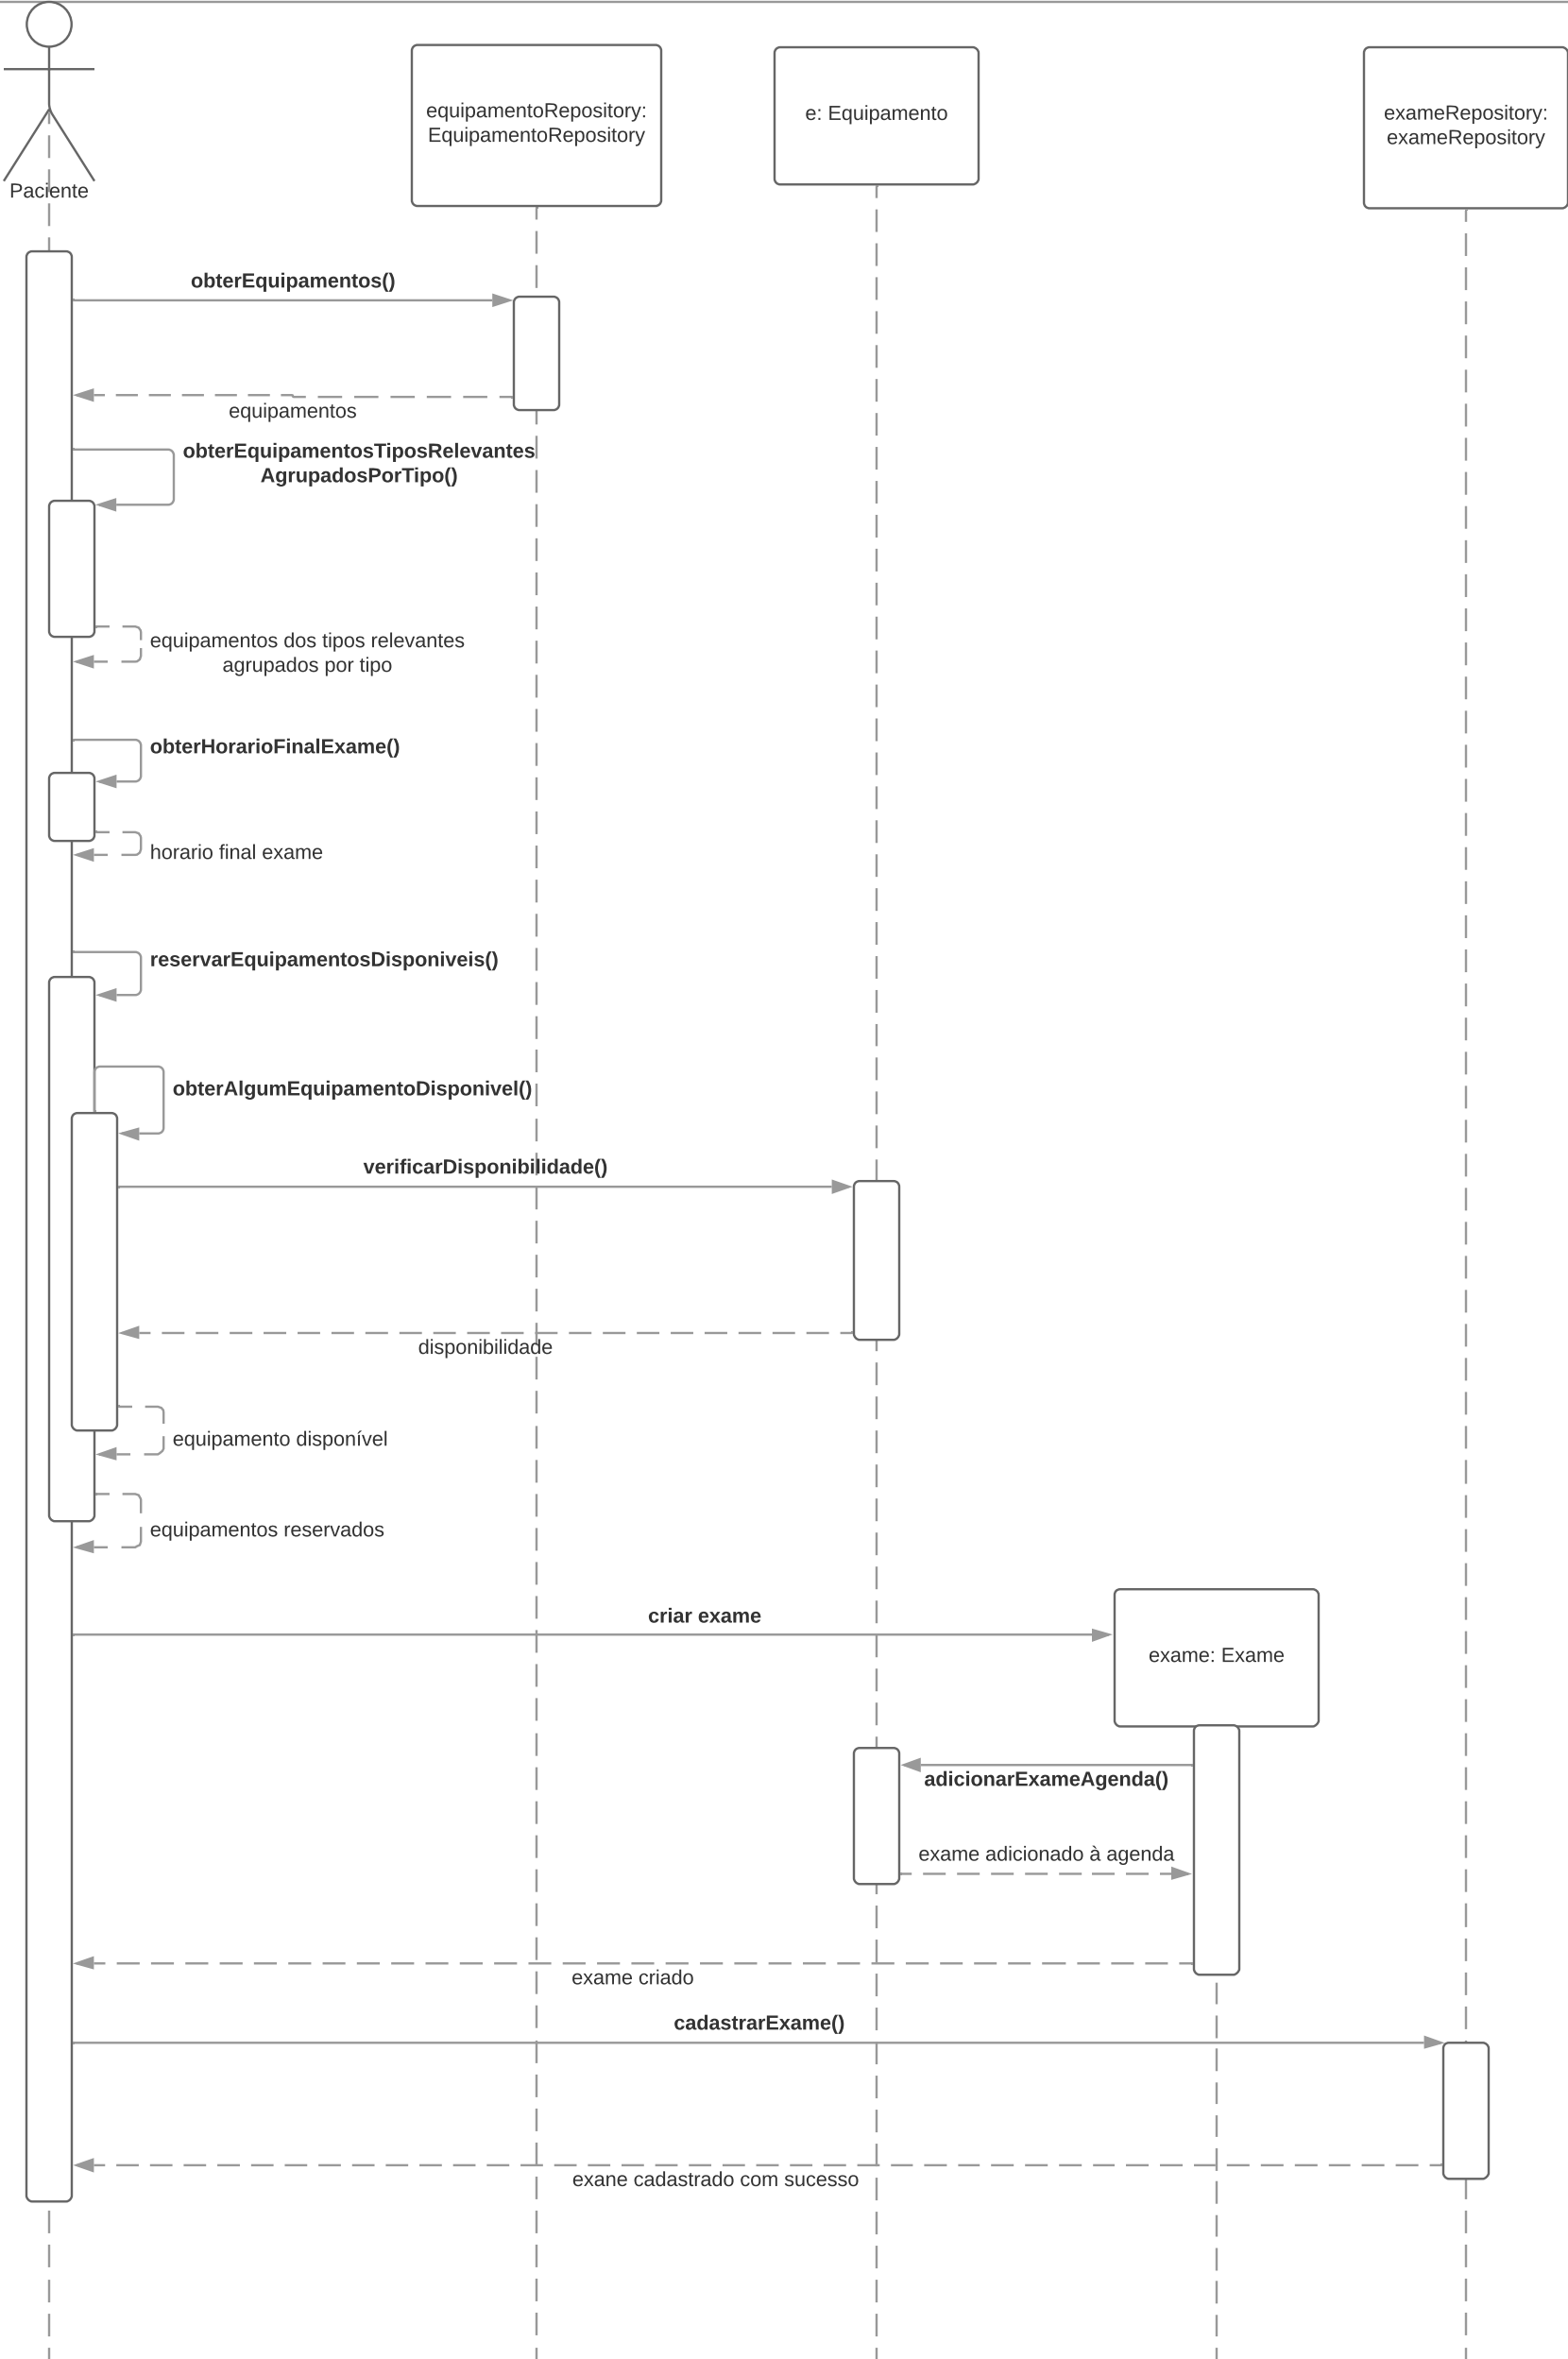 Paciente
equipamentoRepository:
EquipamentoRepository
e: Equipamento
exameRepository:
exameRepository
obterEquipamentos()
equipamentos
obterEquipamentosTiposRelevantes
AgrupadosPorTipo()
equipamentos dos tipos relevantes
agrupados por tipo
obterHorarioFinalExame()
horario final exame
reservarEquipamentosDisponiveis()
obterAlgumEquipamentoDisponivel()
verificarDisponibilidade()
disponibilidade
equipamento disponível
equipamentos reservados
criar exame
exame: Exame
adicionarExameAgenda()
exame adicionado à agenda
exame criado
cadastrarExame()
exane cadastrado com sucesso